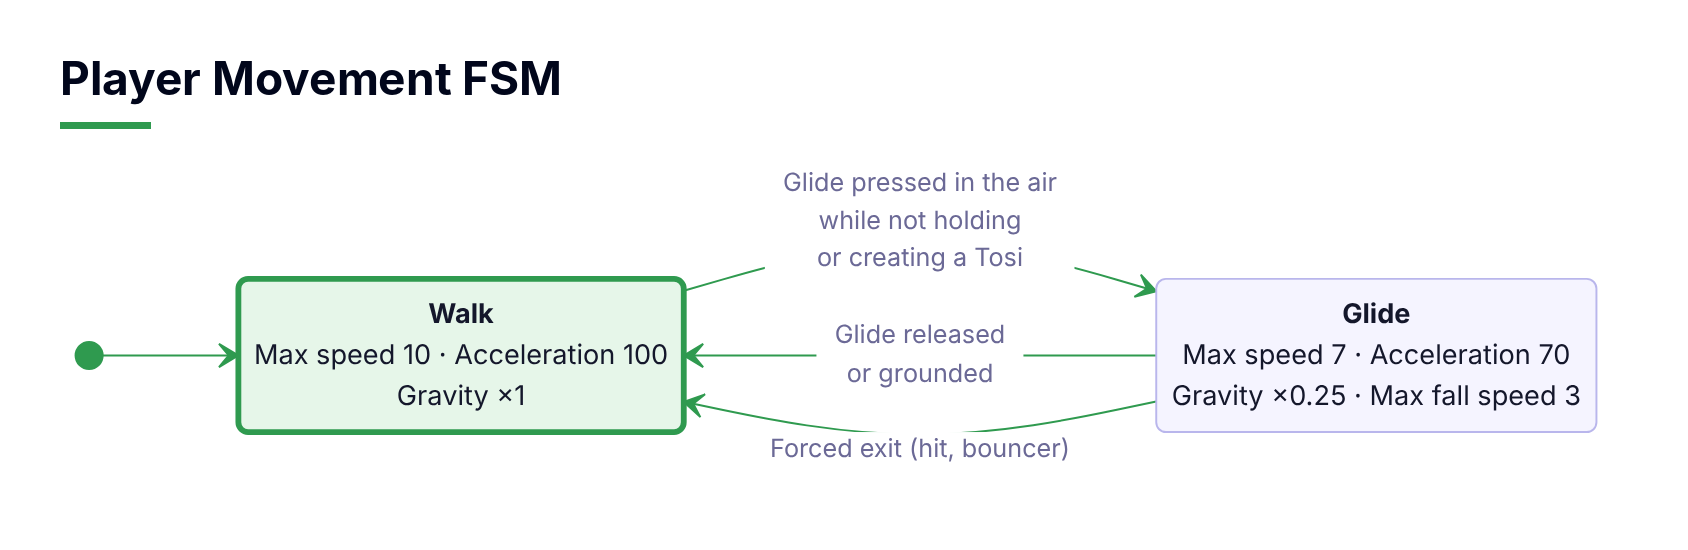 Player Movement FSM
Glide pressed in the air
while not holding
or creating a Tosi
Walk
Max speed 10 · Acceleration 100
Gravity ×1
Glide released
or grounded
Forced exit (hit, bouncer)
Glide
Max speed 7 · Acceleration 70
Gravity ×0.25 · Max fall speed 3